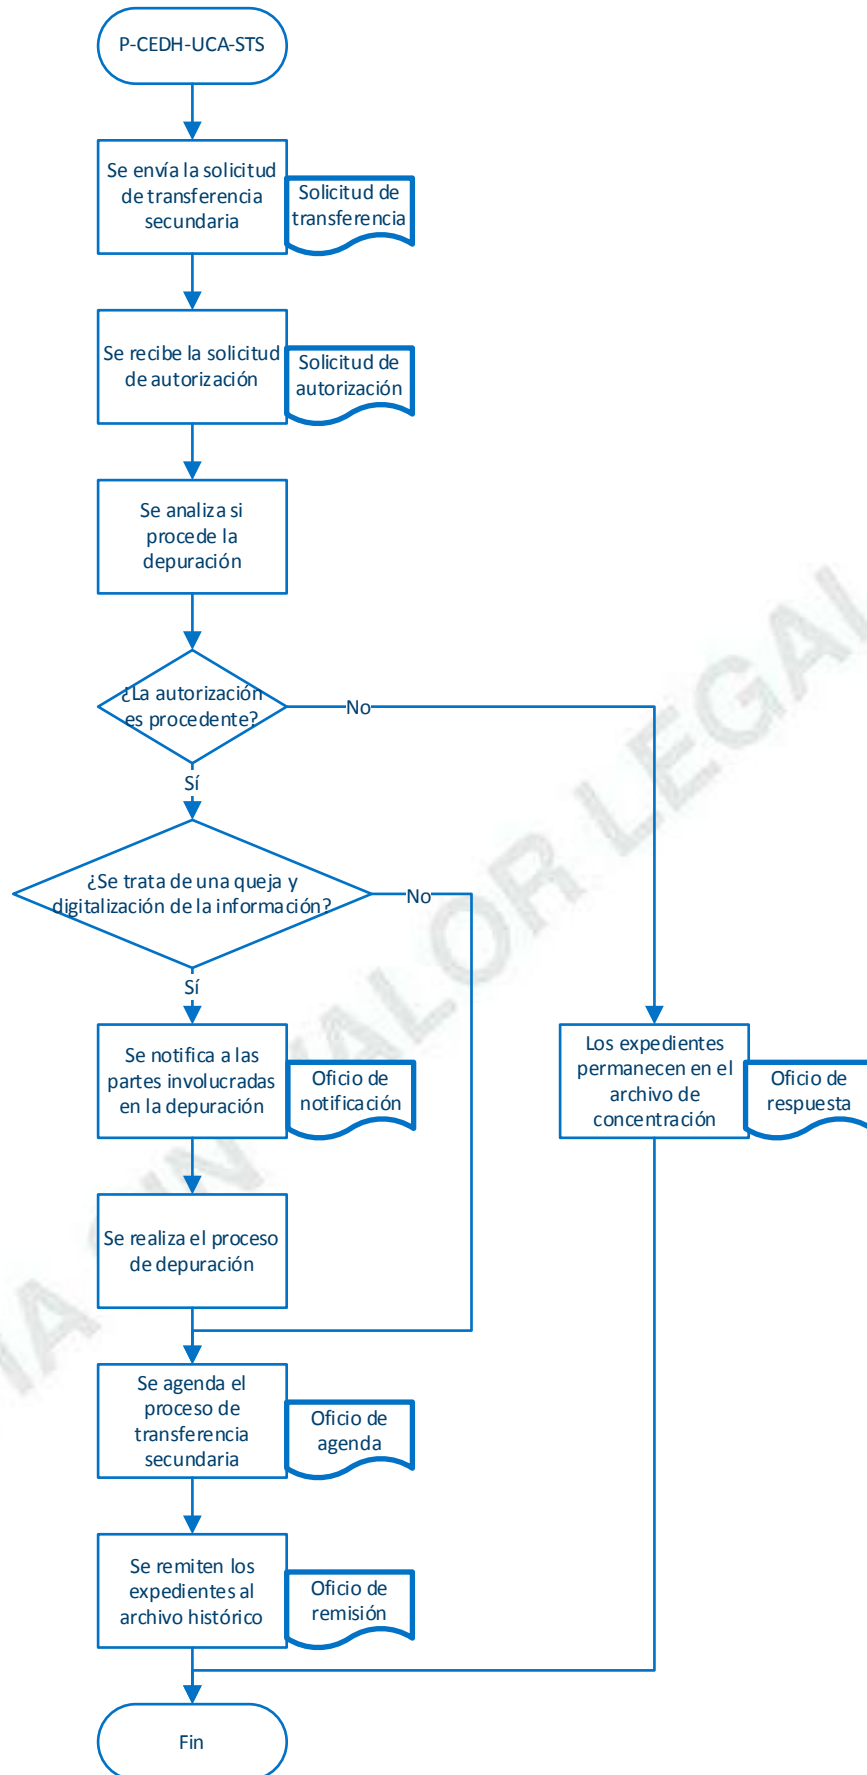 P-CEDH-UCA-STS
Se envía la solicitud
de transferencia
secundaria
Solicitud de
transferencia
Se recibe la solicitud
de autorización
Solicitud de
autorización
Se analiza si
procede la
depuración
¿La autorización
es procedente?
No
Sí
¿Se trata de una queja y
digitalización de la información?
No
Sí
Se notifica a las
partes involucradas
en la depuración
Oficio de
notificación
Los expedientes
permanecen en el
archivo de
concentración
Oficio de
respuesta
Se realiza el proceso
de depuración
Se agenda el
proceso de
transferencia
secundaria
Oficio de
agenda
Se remiten los
expedientes al
archivo histórico
Oficio de
remisión
Fin
VALOR LEGAL